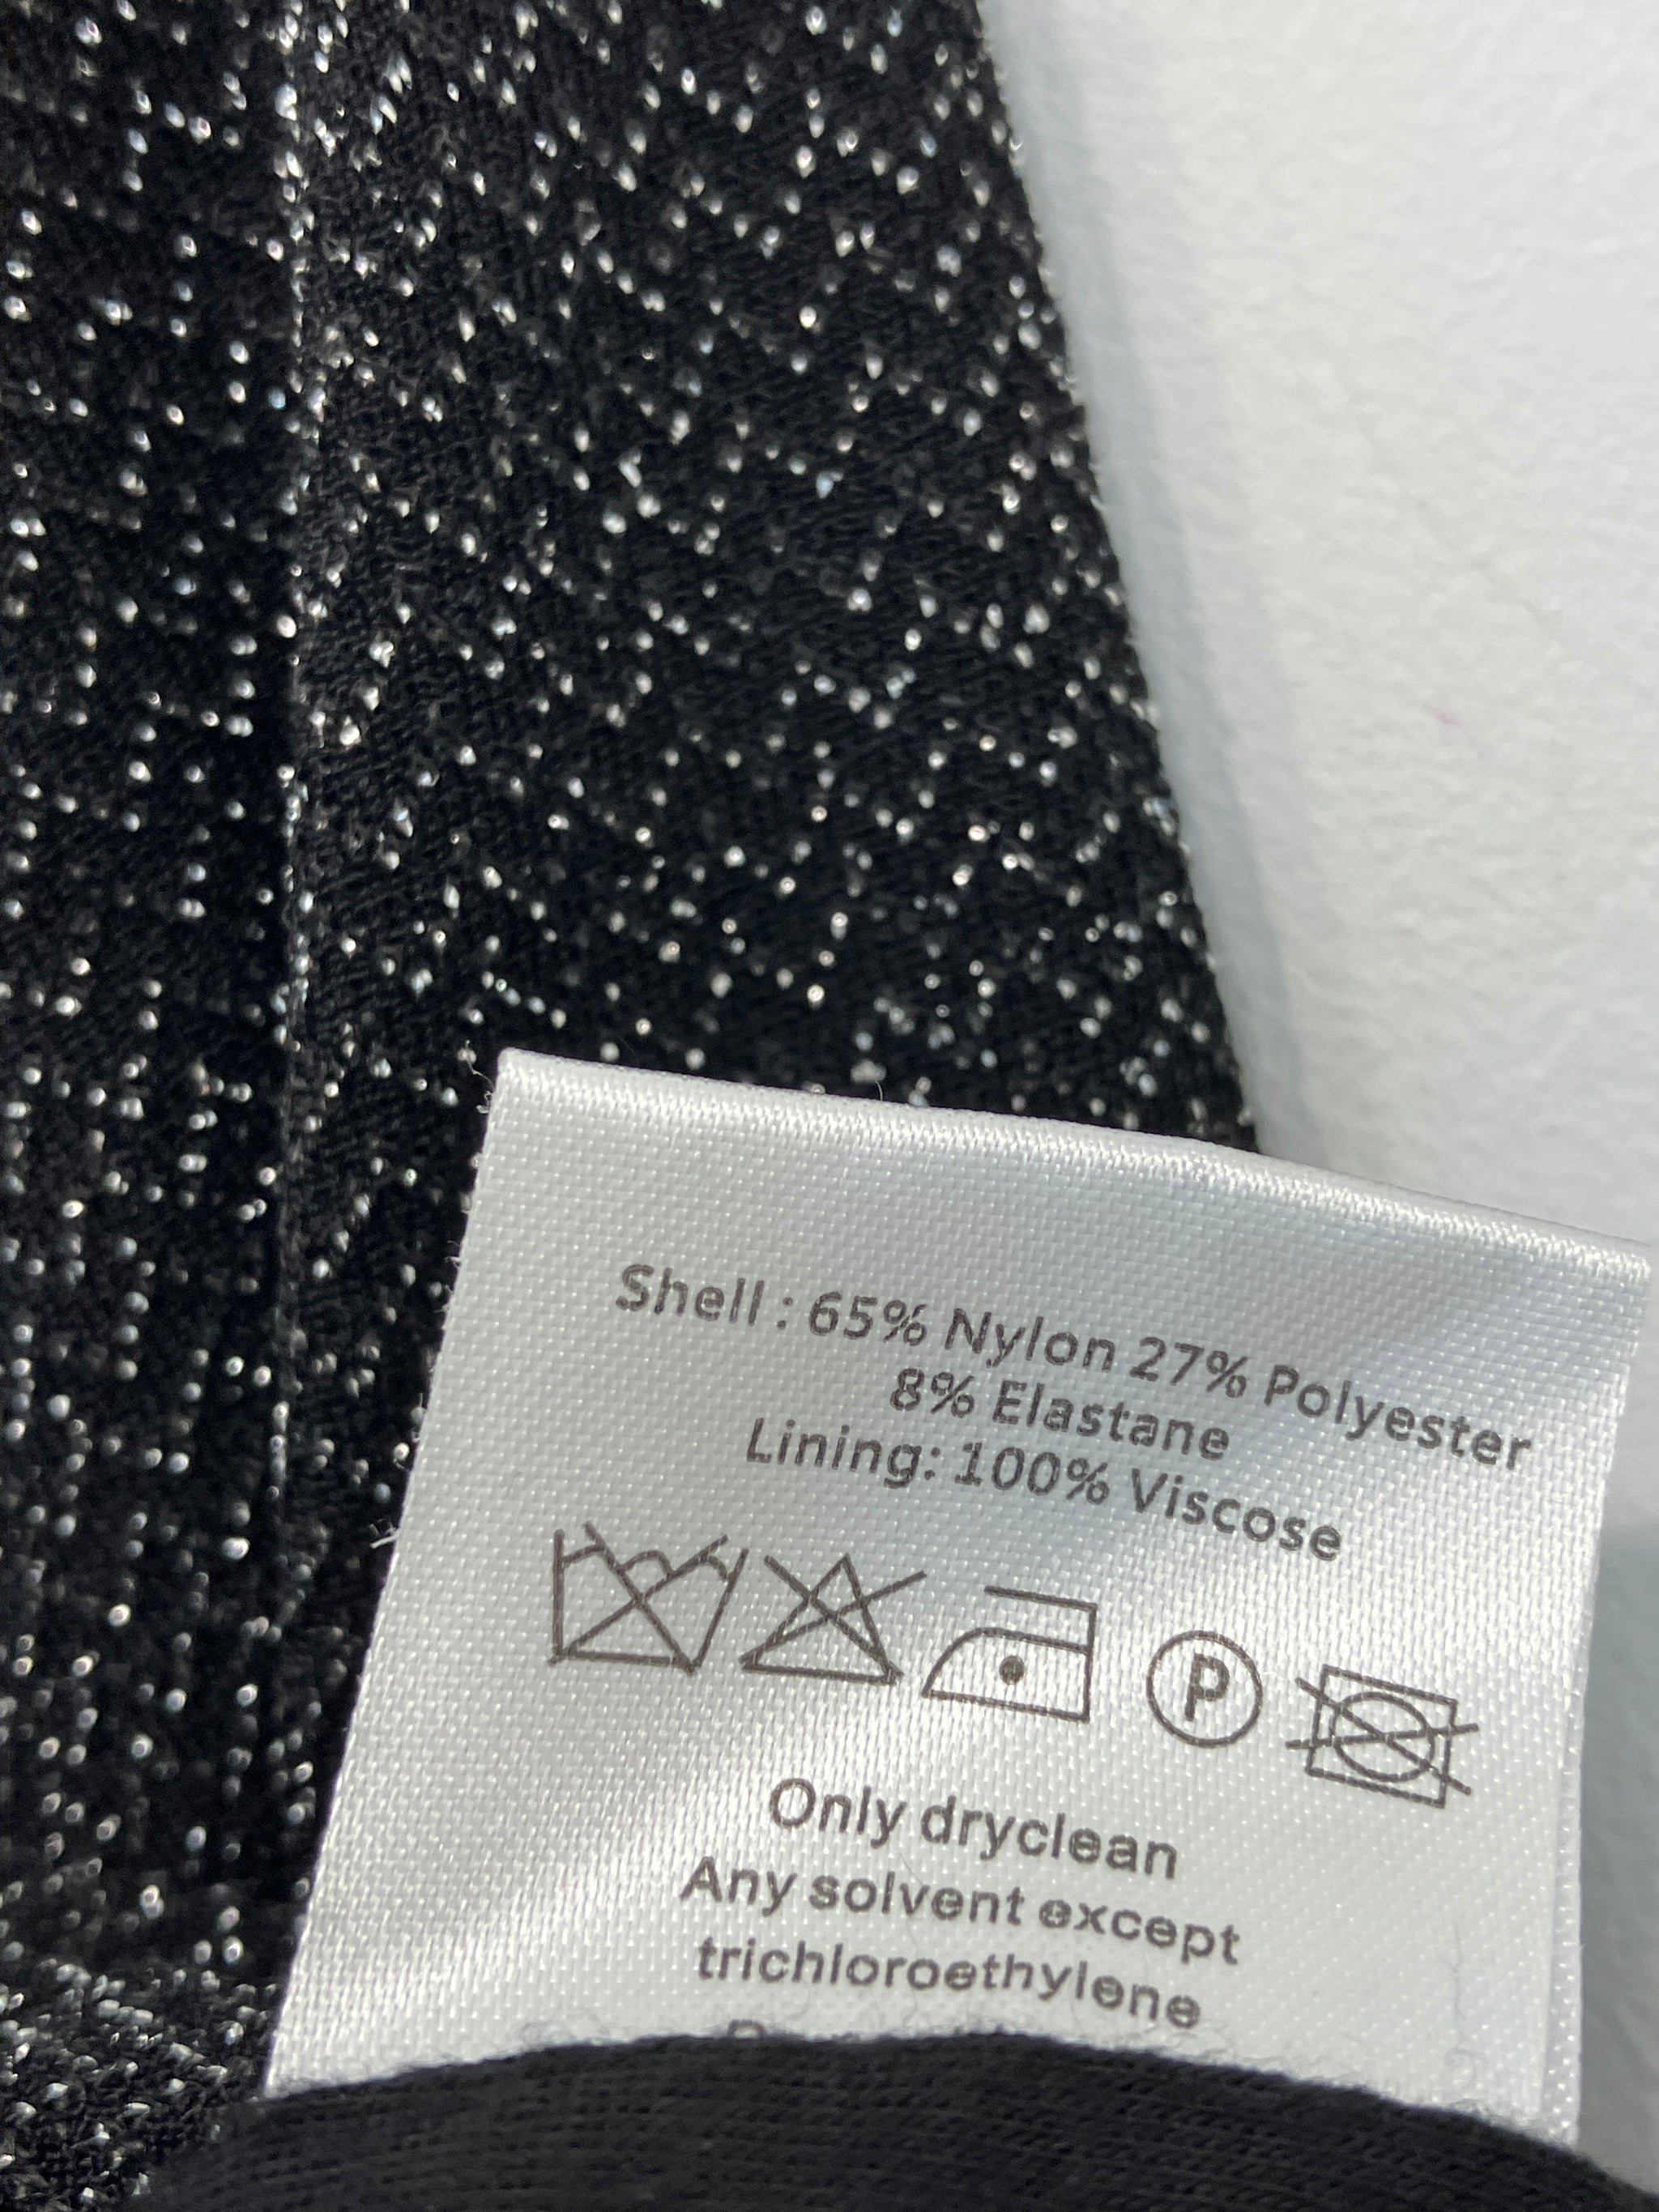 Shell : 65% Nylon 27% Polyester
8% Elastane
Lining: 100% Viscose
P
Only dryclean
Any solvent except
trichloroethylene